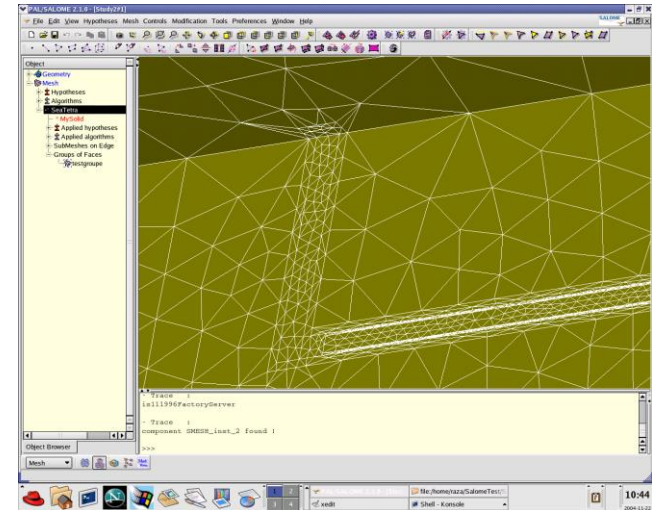 PAL/SALOME 2.1.0 - [Study2#1]
File Edit View Hypotheses Mesh Controls Modification Tools Preferences Window Help
SALOME
Object
Geometry
Mesh
Hypotheses
Algorithms
SeaTetra
MySolid
Applied hypotheses
Applied algorithms
SubMeshes on Edge
Groups of Faces
testgroupe
- Trace :
is111996FactoryServer
- Trace :
component SMESH_inst_2 found !
>>>
Object Browser
Mesh
1 2
3 4
xedit
file:/home/raza/SalomeTest/
Shell - Konsole
10:44
2004-11-22